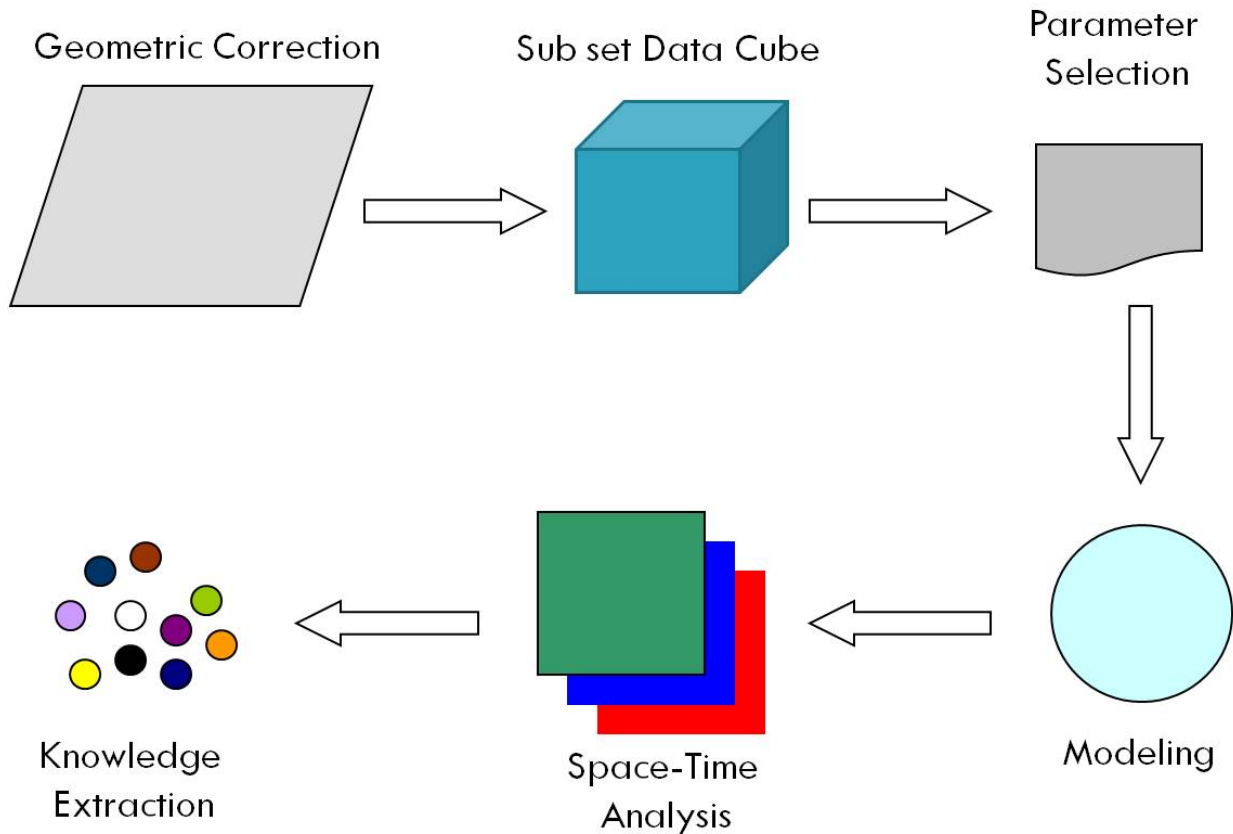 Geometric Correction
Sub set Data Cube
Parameter
Selection
Modeling
Space-Time
Analysis
Knowledge
Extraction